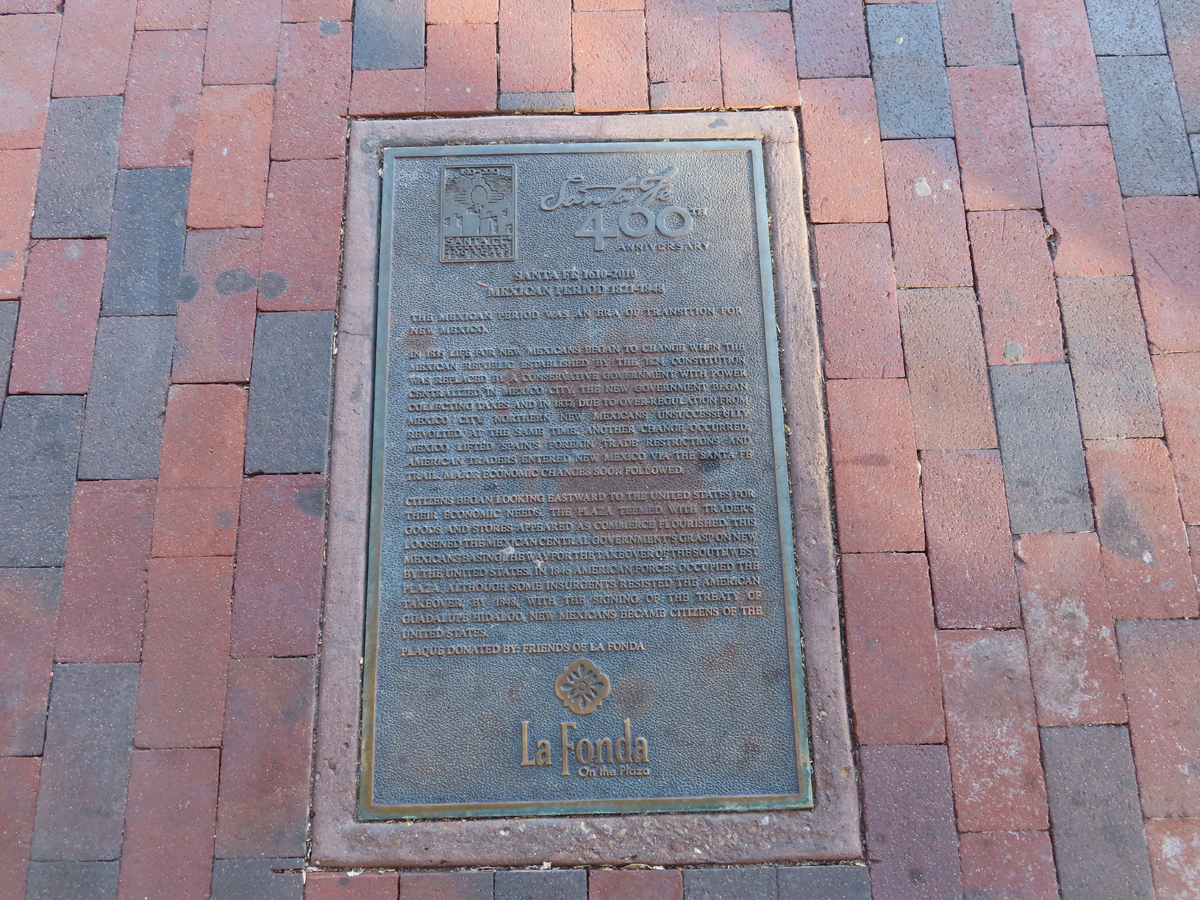 SANTA FE
Santa Fe
400TH
ANNIVERSARY
SANTA FE 1610-2010
MEXICAN PERIOD 1821-1848
THE MEXICAN PERIOD WAS AN ERA OF TRANSITION FOR
NEW MEXICO.
IN 1835 LIFE FOR NEW MEXICANS BEGAN TO CHANGE WHEN THE
MEXICAN REPUBLIC ESTABLISHED BY THE 1824 CONSTITUTION
WAS REPLACED BY A CONSERVATIVE GOVERNMENT WITH POWER
CENTRALIZED IN MEXICO CITY. THE NEW GOVERNMENT BEGAN
COLLECTING TAXES AND IN 1837, DUE TO OVER-REGULATION FROM
MEXICO CITY, NORTHERN NEW MEXICANS UNSUCCESSFULLY
REVOLTED. AT THE SAME TIME, ANOTHER CHANGE OCCURRED,
MEXICO LIFTED SPAIN'S FOREIGN TRADE RESTRICTIONS AND
AMERICAN TRADERS ENTERED NEW MEXICO VIA THE SANTA FE
TRAIL. MAJOR ECONOMIC CHANGES SOON FOLLOWED.
CITIZENS BEGAN LOOKING EASTWARD TO THE UNITED STATES FOR
THEIR ECONOMIC NEEDS. THE PLAZA TEEMED WITH TRADER'S
GOODS AND STORES APPEARED AS COMMERCE FLOURISHED. THIS
LOOSENED THE MEXICAN CENTRAL GOVERNMENT'S GRASP ON NEW
MEXICANS EASING THE WAY FOR THE TAKEOVER OF THE SOUTHWEST
BY THE UNITED STATES. IN 1846 AMERICAN FORCES OCCUPIED THE
PLAZA. ALTHOUGH SOME INSURGENTS RESISTED THE AMERICAN
TAKEOVER, BY 1848, WITH THE SIGNING OF THE TREATY OF
GUADALUPE HIDALGO, NEW MEXICANS BECAME CITIZENS OF THE
UNITED STATES.
PLAQUE DONATED BY: FRIENDS OF LA FONDA
La Fonda
On the Plaza